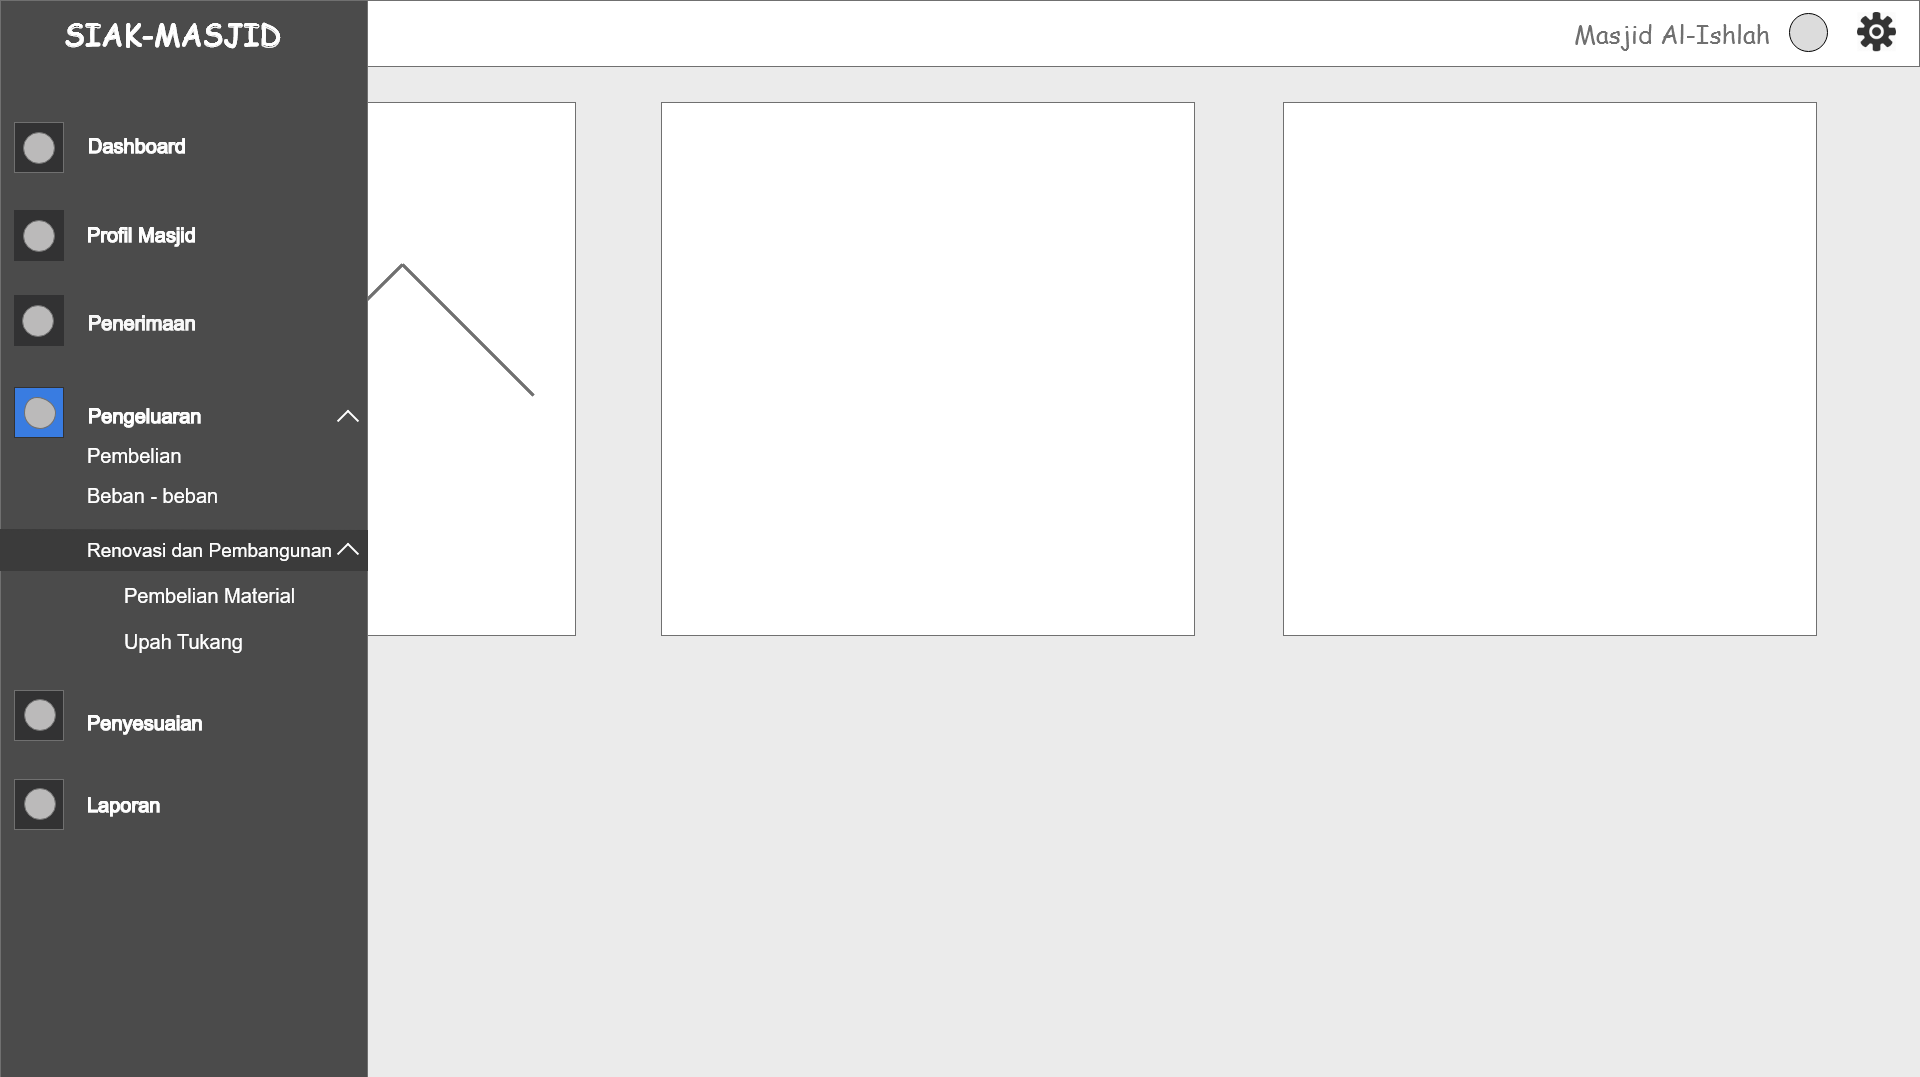 SIAK-MASJID
Masjid Al-Ishlah
Dashboard
Profil Masjid
Penerimaan
Pengeluaran
Pembelian
Beban - beban
Renovasi dan Pembangunan
Pembelian Material
Upah Tukang
Penyesuaian
Laporan